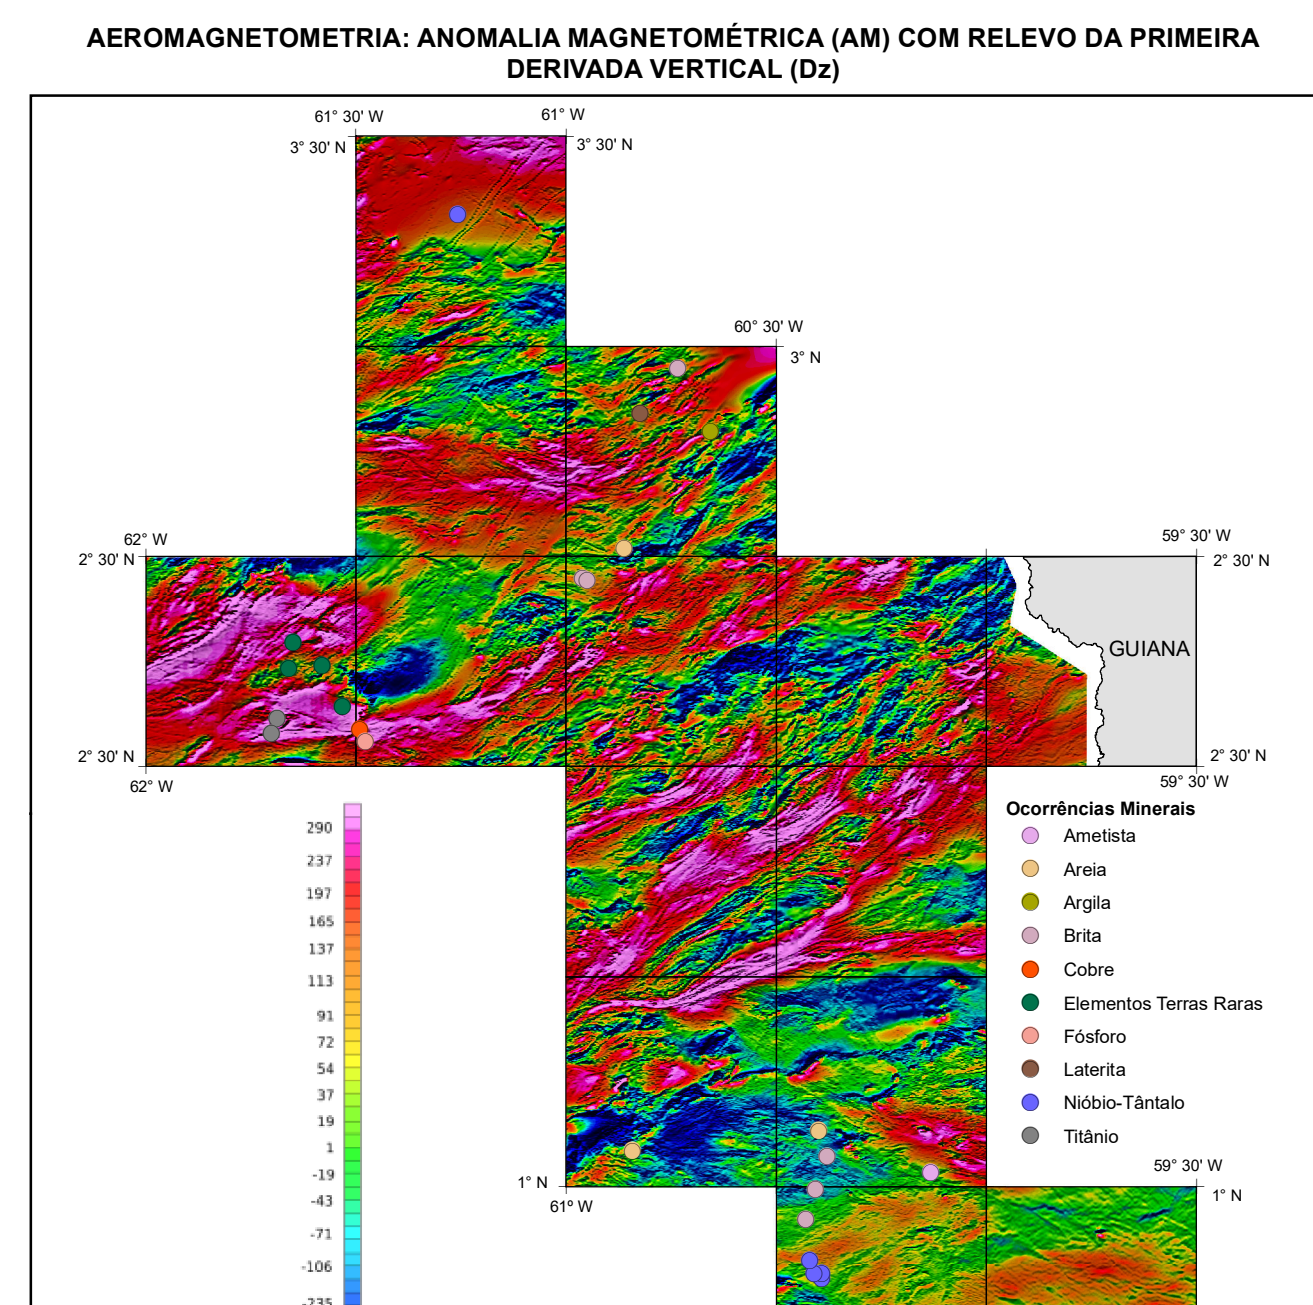 AEROMAGNETOMETRIA: ANOMALIA MAGNETOMÉTRICA (AM) COM RELEVO DA PRIMEIRA
DERIVADA VERTICAL (Dz)
61° 30' W
61° W
3° 30' N
3° 30' N
60° 30' W
3° N
62° W
2° 30' N
59° 30' W
2° 30' N
GUIANA
2° 30' N
62° W
2° 30' N
59° 30' W
290
237
197
165
137
113
91
72
54
37
19
1
-19
-43
-71
-106
-235
Ocorrências Minerais
Ametista
Areia
Argila
Brita
Cobre
Elementos Terras Raras
Fósforo
Laterita
Nióbio-Tântalo
Titânio
59° 30' W
1° N
1° N
61° W